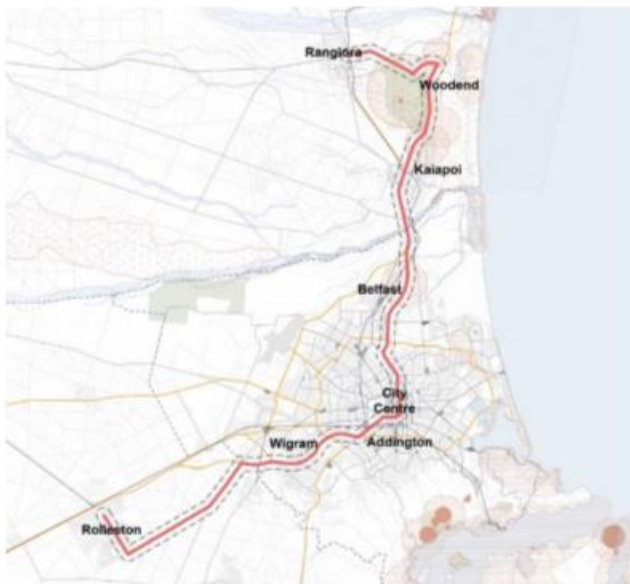 Rangiora
Woodend
Kaiapoi
Belfast
City
Centre
Wigram
Addington
Rolleston